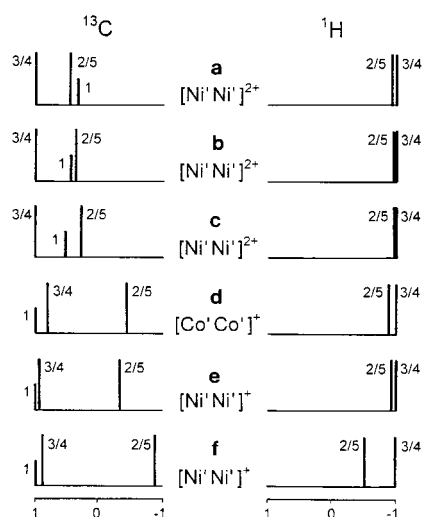 13C 1H
3/4 2/5 1 a [Ni'Ni']2+ 2/5 3/4
3/4 1 2/5 b [Ni'Ni']2+ 2/5 3/4
3/4 1 2/5 c [Ni'Ni']2+ 2/5 3/4
1 3/4 2/5 d [Co'Co']+ 2/5 3/4
1 3/4 2/5 e [Ni'Ni']+ 2/5 3/4
1 3/4 2/5 f [Ni'Ni']+ 2/5 3/4
1 0 -1 1 0 -1